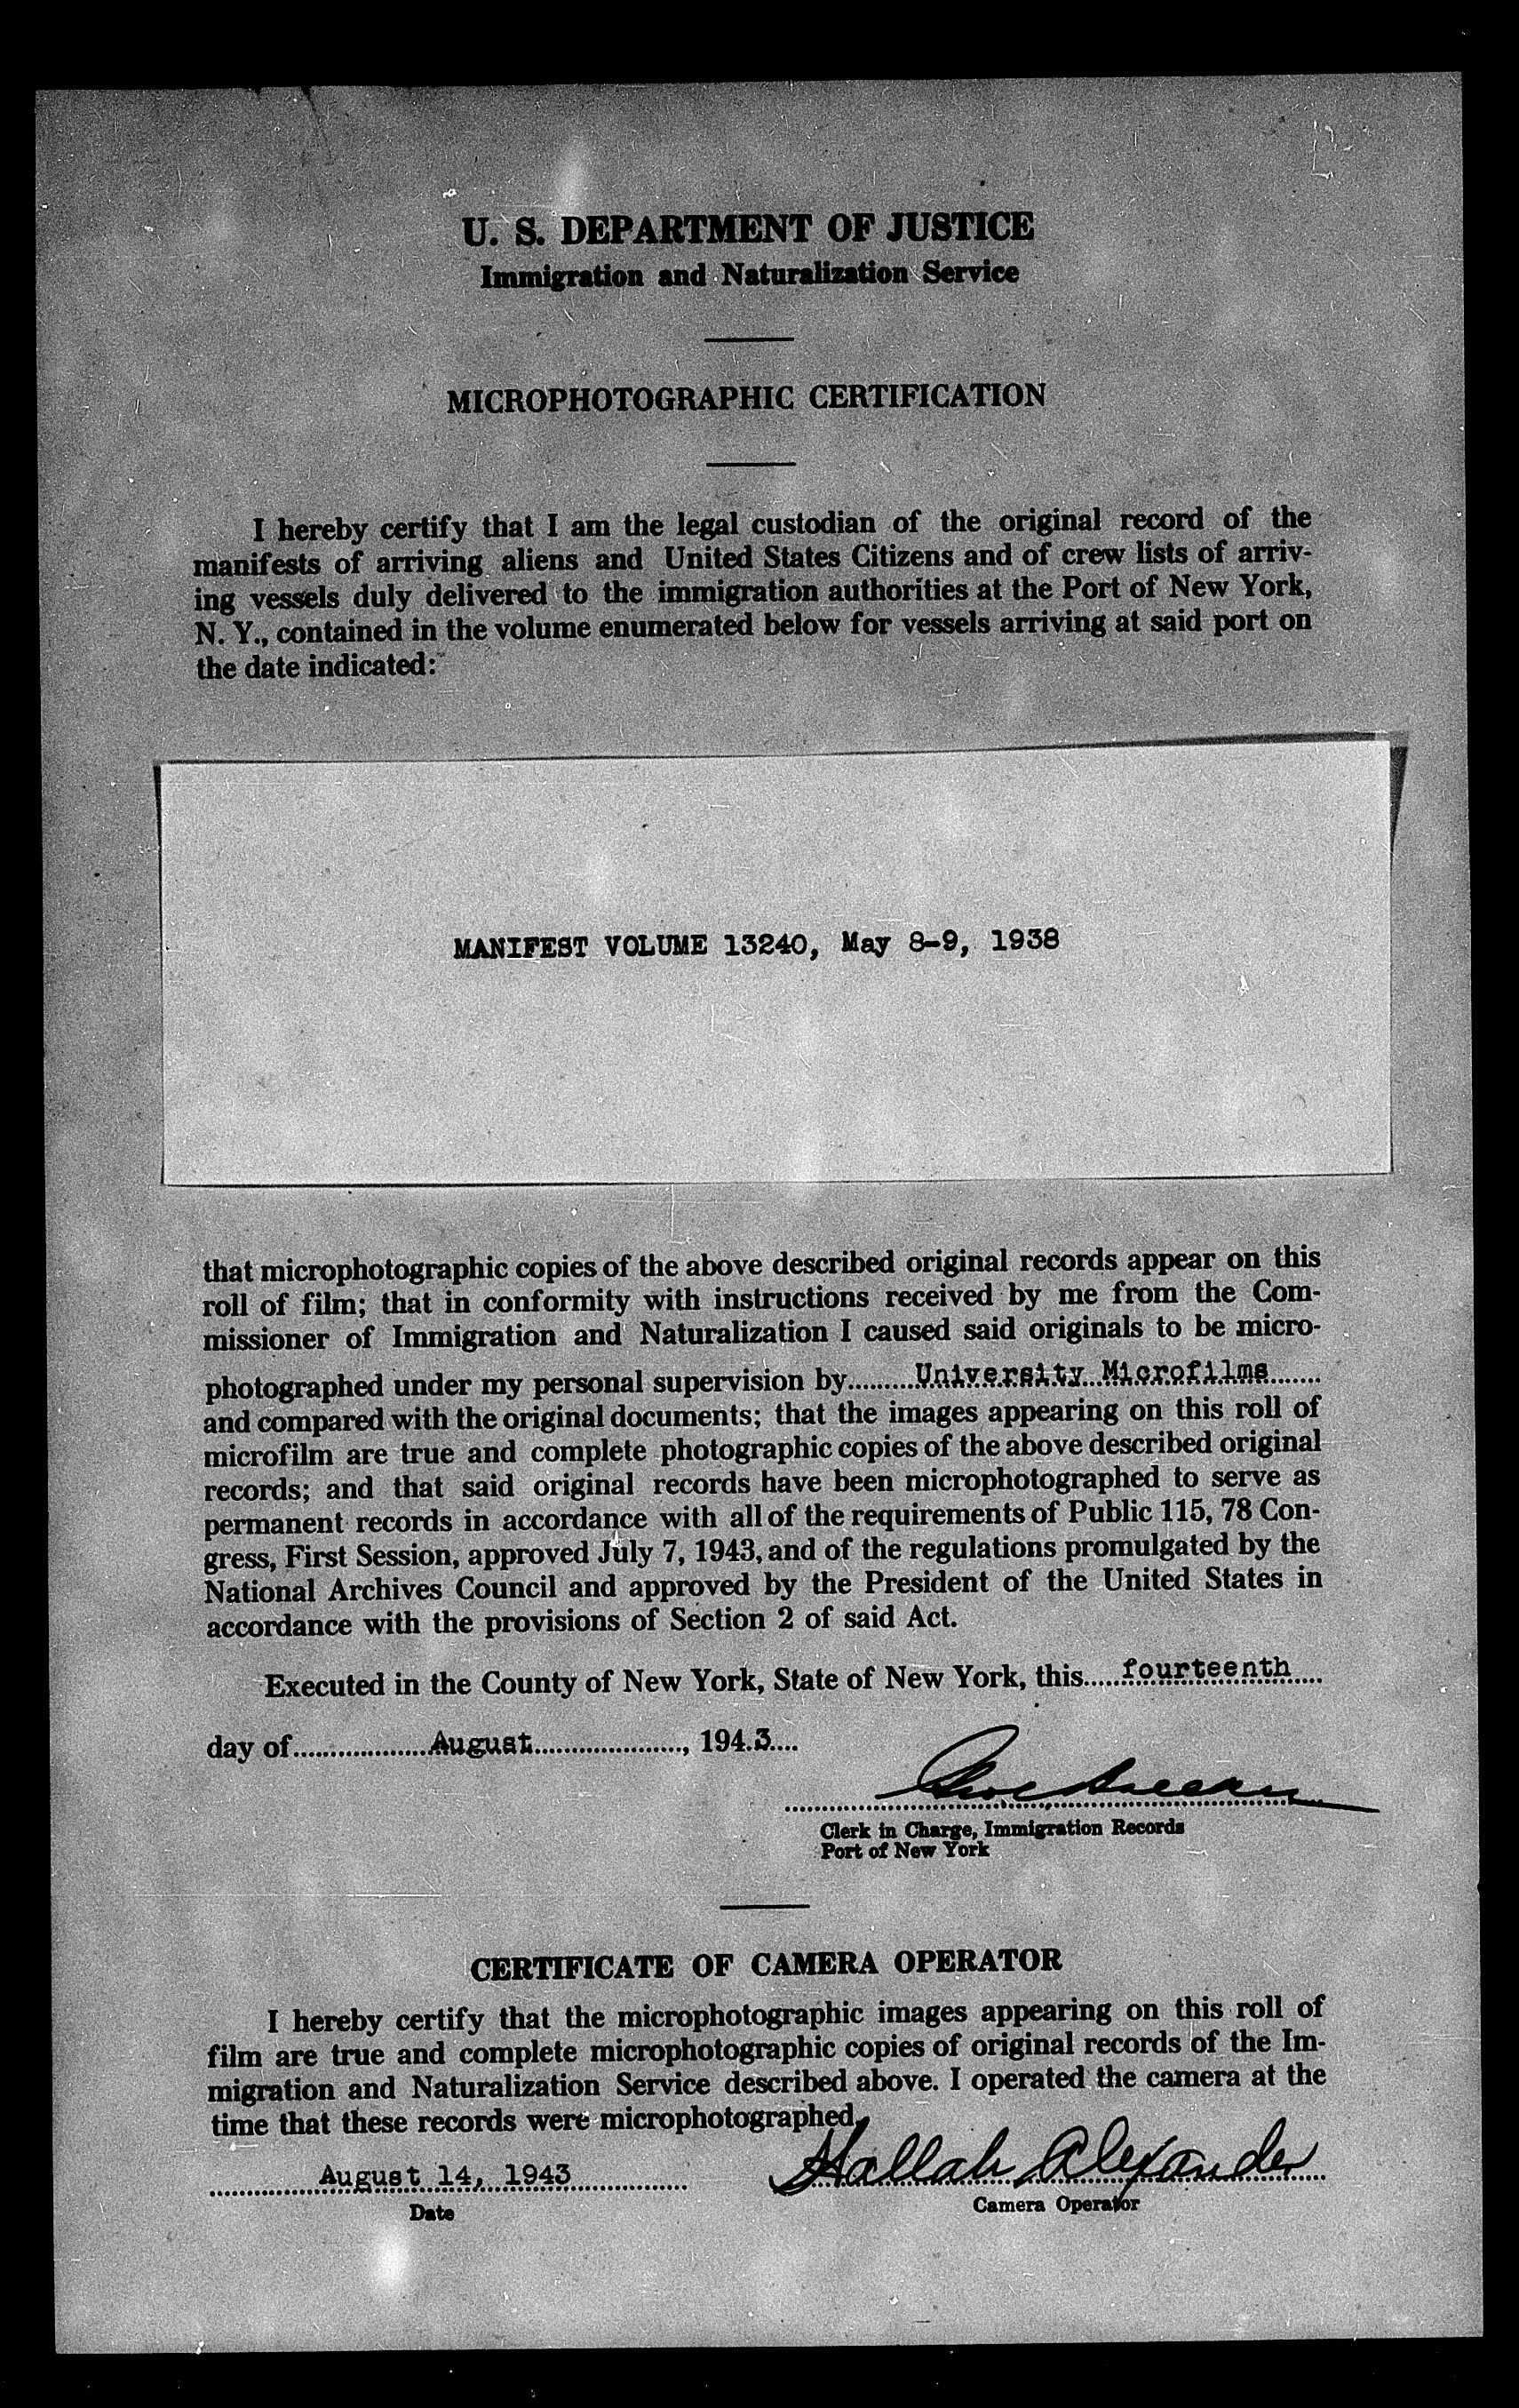 U. S. DEPARTMENT OF JUSTICE
Immigration and Naturalization Service
MICROPHOTOGRAPHIC CERTIFICATION
I hereby certify that I am the legal custodian of the original record of the
manifests of arriving aliens and United States Citizens and of crew lists of arriv-
ing vessels duly delivered to the immigration authorities at the Port of New York,
N. Y., contained in the volume enumerated below for vessels arriving at said port on
the date indicated:
MANIFEST VOLUME 13240, May 8-9, 1938
that microphotographic copies of the above described original records appear on this
roll of film; that in conformity with instructions received by me from the Com-
missioner of Immigration and Naturalization I caused said originals to be micro-
photographed under my personal supervision by University Microfilms
and compared with the original documents; that the images appearing on this roll of
microfilm are true and complete photographic copies of the above described original
records; and that said original records have been microphotographed to serve as
permanent records in accordance with all of the requirements of Public 115, 78 Con-
gress, First Session, approved July 7, 1943, and of the regulations promulgated by the
National Archives Council and approved by the President of the United States in
accordance with the provisions of Section 2 of said Act.
Executed in the County of New York, State of New York, this fourteenth
day of August, 1943
Clerk in Charge, Immigration Records
Port of New York
CERTIFICATE OF CAMERA OPERATOR
I hereby certify that the microphotographic images appearing on this roll of
film are true and complete microphotographic copies of original records of the Im-
migration and Naturalization Service described above. I operated the camera at the
time that these records were microphotographed.
August 14, 1943 Hallah Alexander
Date Camera Operator